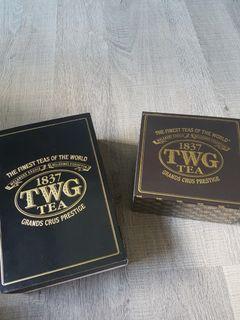 THE FINEST TEAS OF THE WORLD
1837
TWG
TEA
GRANDS CRUS PRESTIGE
THE FINEST TEAS OF THE WORLD
1837
TWG
TEA
GRANDS CRUS PRESTIGE